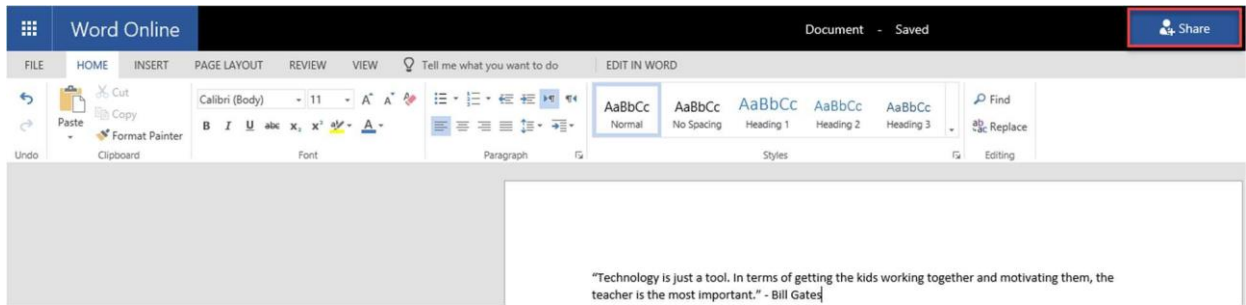 Word Online
Document - Saved
Share
FILE HOME INSERT PAGE LAYOUT REVIEW VIEW Tell me what you want to do EDIT IN WORD
Cut
Copy
Paste
Format Painter
Calibri (Body) 11
B I U abc x₂ x² A
AaBbCc AaBbCc AaBbCc AaBbCc AaBbCc
Normal No Spacing Heading 1 Heading 2 Heading 3
Find
Replace
Undo Clipboard Font Paragraph Styles Editing
“Technology is just a tool. In terms of getting the kids working together and motivating them, the
teacher is the most important.” - Bill Gates